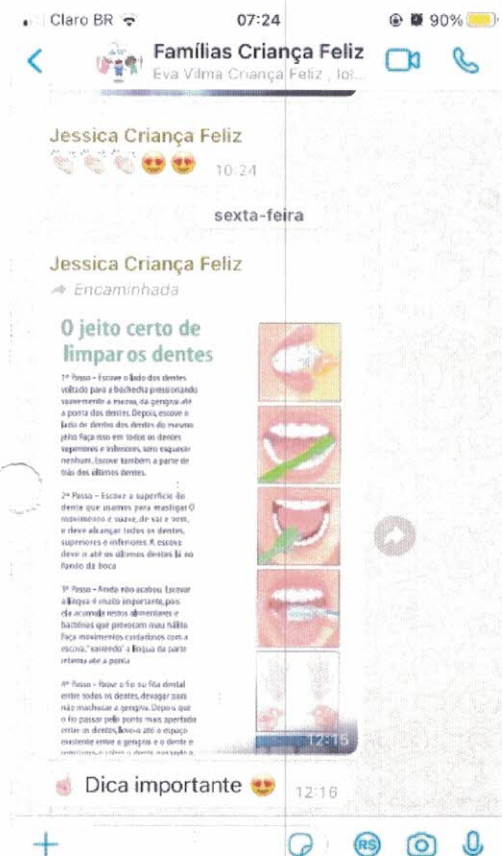 Claro BR
07:24
90%
Famílias Criança Feliz
Eva Vilma Criança Feliz
Jessica Criança Feliz
10:24
sexta-feira
Jessica Criança Feliz
Encaminhada
O jeito certo de
limpar os dentes
1º Passo – Escove o lado dos dentes
voltado para a bochecha pressionando
suavemente a escova, da gengiva até
a ponta dos dentes. Depois, escove o
lado de dentro dos dentes do mesmo
jeito. Faça isso em todos os dentes
superiores e inferiores, sem esquecer
nenhum. Escove também a parte de
trás dos últimos dentes.
2º Passo – Escove a superfície do
dente que usamos para mastigar. O
movimento é suave, de vai e vem,
e deve alcançar todos os dentes,
superiores e inferiores. A escova
deve ir até os últimos dentes lá no
fundo da boca
3º Passo – Ainda não acabou. Escovar
a língua é muito importante, pois
ela acumula restos alimentares e
bactérias que provocam mau hálito.
Faça movimentos cuidadosos com a
escova, "varrendo" a língua da parte
interna até a ponta
4º Passo – Passe o fio ou fita dental
entre todos os dentes, devagar para
não machucar a gengiva. Depois que
o fio passar pelo ponto mais apertado
entre os dentes, leve-o até o espaço
existente entre a gengiva e o dente e
12:15
Dica importante
12:16
RS